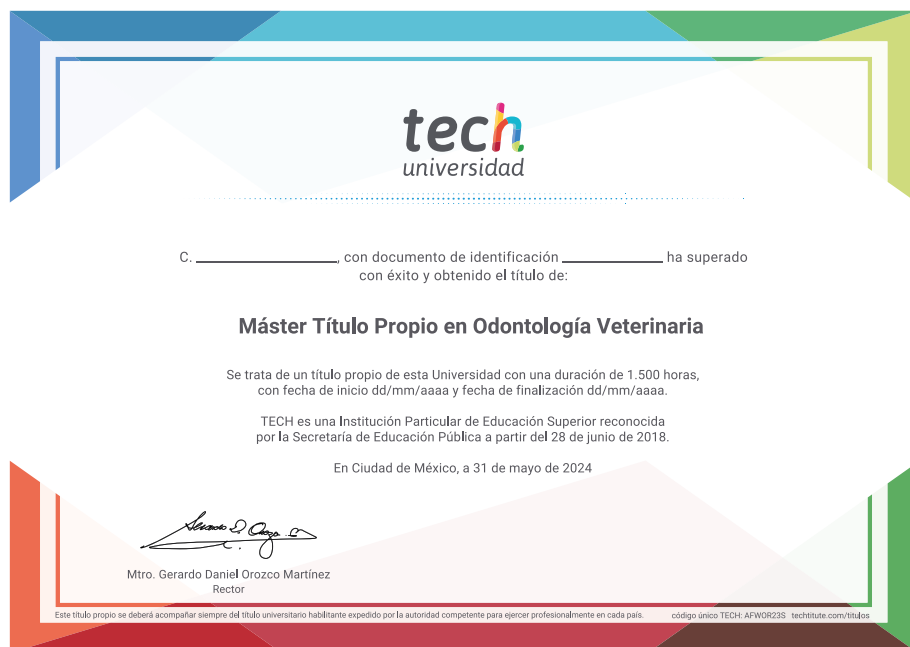 tech
universidad
C. , con documento de identificación ha superado
con éxito y obtenido el título de:
Máster Título Propio en Odontología Veterinaria
Se trata de un título propio de esta Universidad con una duración de 1.500 horas,
con fecha de inicio dd/mm/aaaa y fecha de finalización dd/mm/aaaa.
TECH es una Institución Particular de Educación Superior reconocida
por la Secretaría de Educación Pública a partir del 28 de junio de 2018.
En Ciudad de México, a 31 de mayo de 2024
Mtro. Gerardo Daniel Orozco Martínez
Rector
Este título propio se deberá acompañar siempre del título universitario habilitante expedido por la autoridad competente para ejercer profesionalmente en cada país. código único TECH: AFWOR23S techtitute.com/titulos